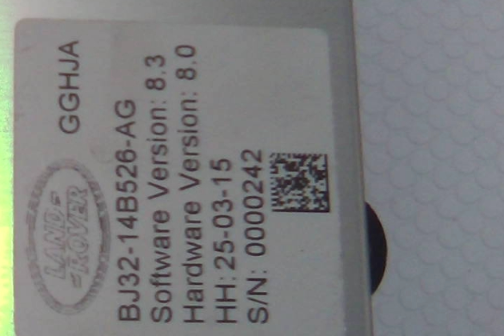 LAND-
-ROVER
GGHJA
BJ32-14B526-AG
Software Version: 8.3
Hardware Version: 8.0
HH: 25-03-15
S/N: 0000242